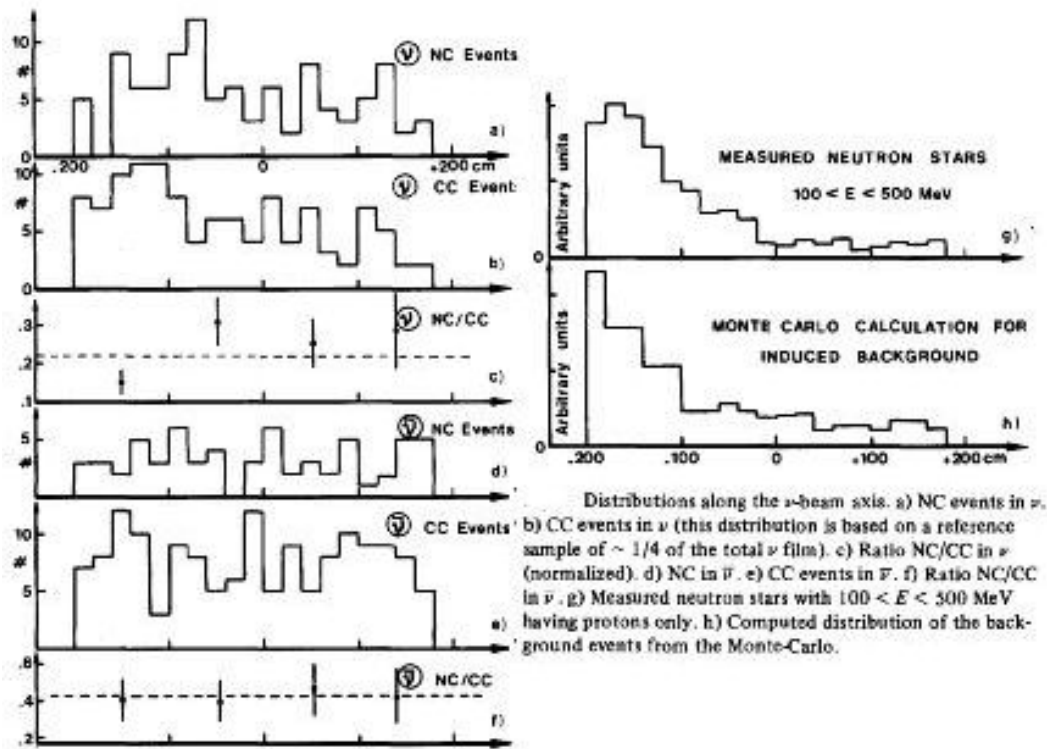 10
5
#
ν NC Events
a)
-200
0
+200 cm
10
5
0
#
ν CC Event
b)
.3
.2
.1
ν NC/CC
c)
5
#
ν̄ NC Events
d)
10
5
0
#
ν̄ CC Events
e)
.6
.4
.2
ν̄ NC/CC
f)
Arbitrary units
0
MEASURED NEUTRON STARS
100 < E < 500 MeV
g)
Arbitrary units
0
MONTE CARLO CALCULATION FOR
INDUCED BACKGROUND
h)
-200
-100
0
+100
+200 cm
Distributions along the ν-beam axis. a) NC events in ν.
b) CC events in ν (this distribution is based on a reference
sample of ~ 1/4 of the total ν film). c) Ratio NC/CC in ν
(normalized). d) NC in ν̄. e) CC events in ν̄. f) Ratio NC/CC
in ν̄. g) Measured neutron stars with 100 < E < 500 MeV
having protons only. h) Computed distribution of the back-
ground events from the Monte-Carlo.